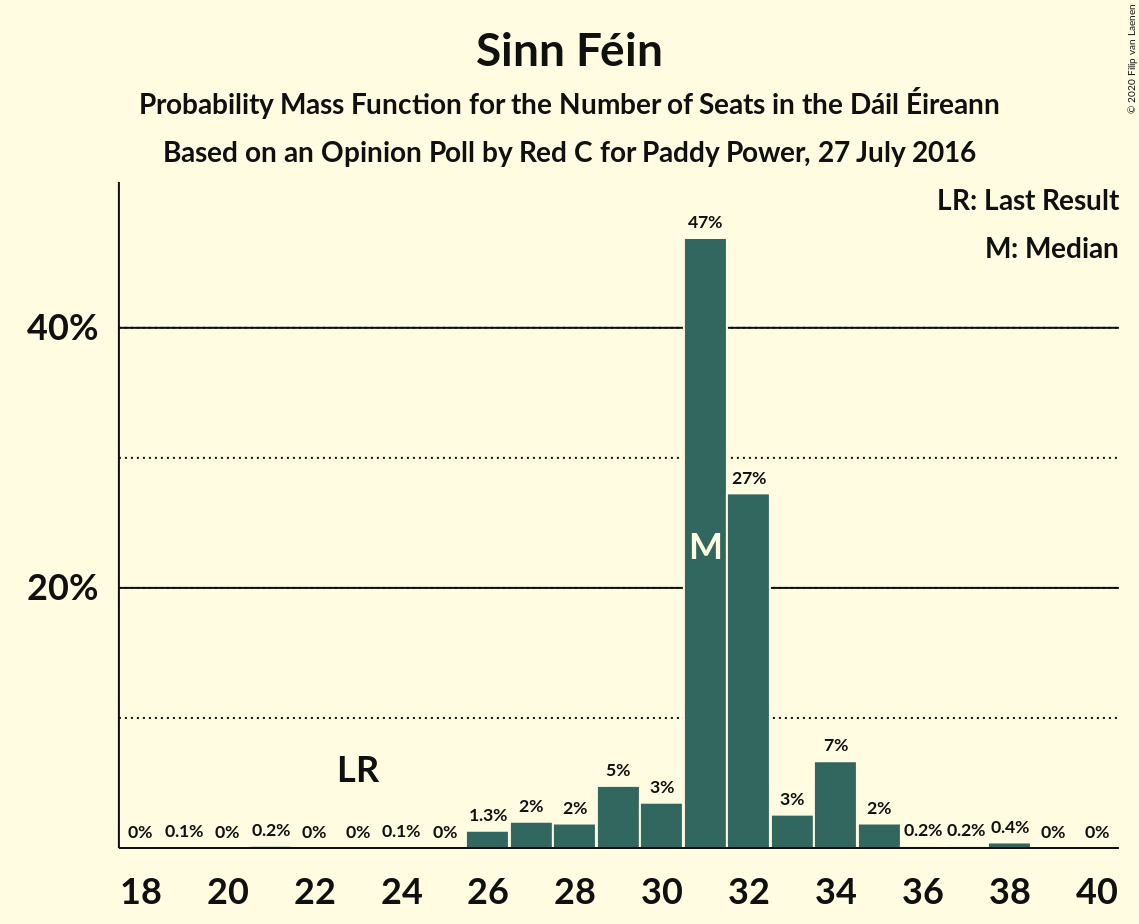 © 2020 Filip van Laenen
Sinn Féin
Probability Mass Function for the Number of Seats in the Dáil Éireann
Based on an Opinion Poll by Red C for Paddy Power, 27 July 2016
LR: Last Result
M: Median
40%
20%
0% 0.1% 0% 0.2% 0% 0% 0.1% 0% 1.3% 2% 2% 5% 3% 47% 27% 3% 7% 2% 0.2% 0.2% 0.4% 0% 0%
LR
M
18 20 22 24 26 28 30 32 34 36 38 40